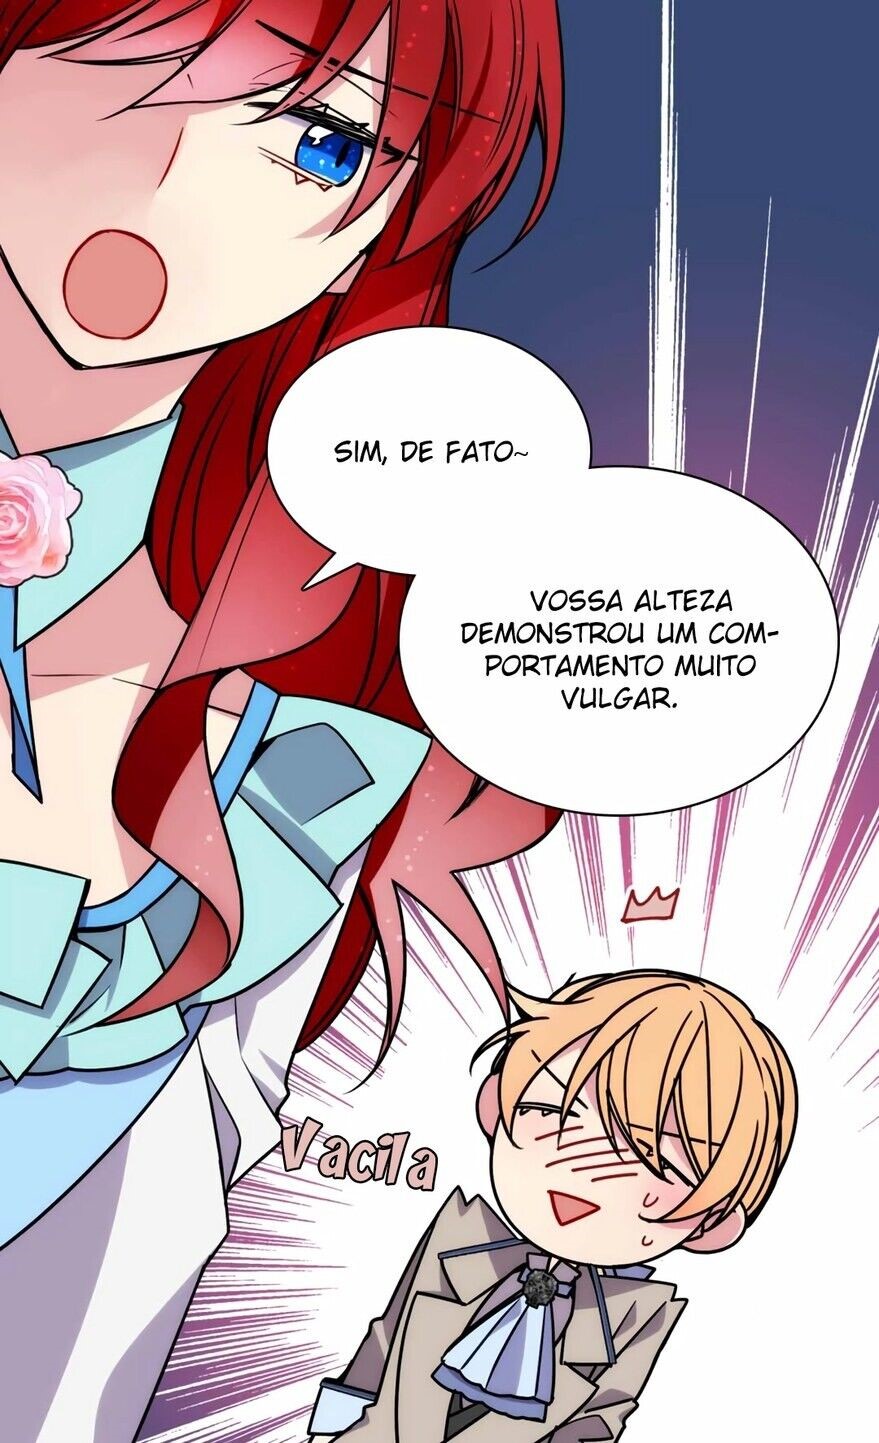 SIM, DE FATO~
VOSSA ALTEZA
DEMONSTROU UM COM-
PORTAMENTO MUITO
VULGAR.
Vacila